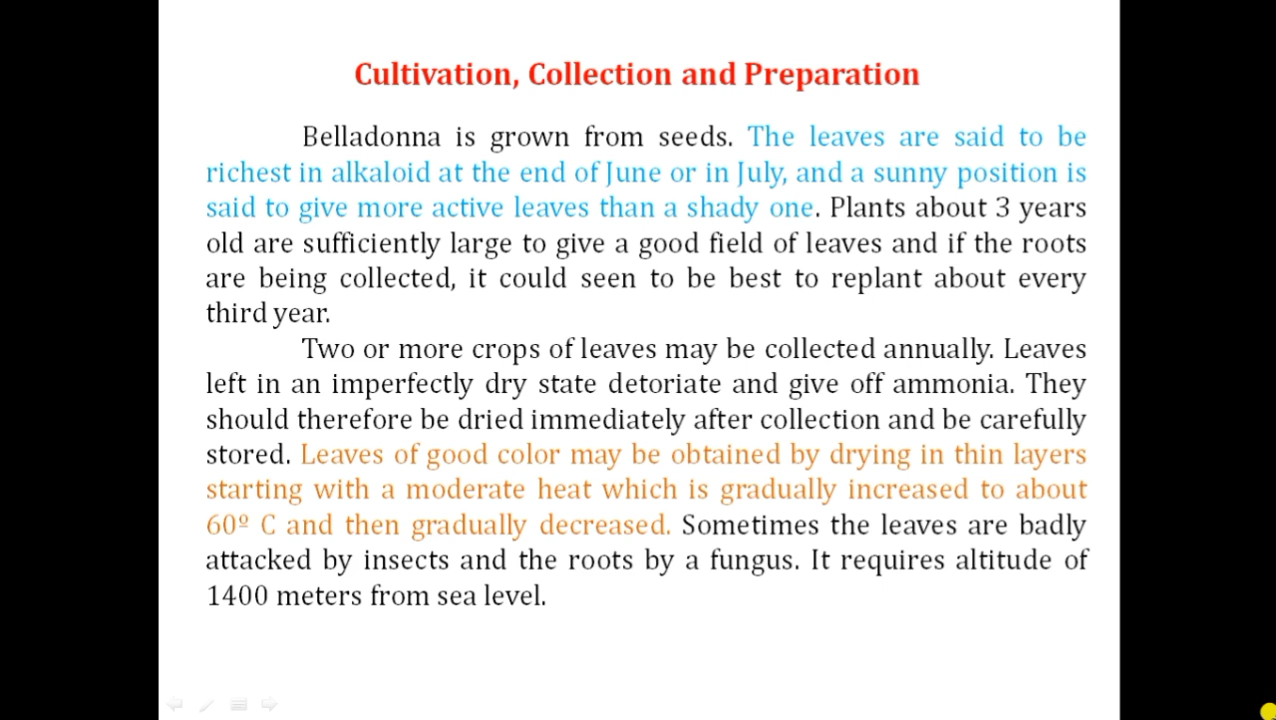 Cultivation, Collection and Preparation
Belladonna is grown from seeds. The leaves are said to be
richest in alkaloid at the end of June or in July, and a sunny position is
said to give more active leaves than a shady one. Plants about 3 years
old are sufficiently large to give a good field of leaves and if the roots
are being collected, it could seen to be best to replant about every
third year.
Two or more crops of leaves may be collected annually. Leaves
left in an imperfectly dry state detoriate and give off ammonia. They
should therefore be dried immediately after collection and be carefully
stored. Leaves of good color may be obtained by drying in thin layers
starting with a moderate heat which is gradually increased to about
60º C and then gradually decreased. Sometimes the leaves are badly
attacked by insects and the roots by a fungus. It requires altitude of
1400 meters from sea level.